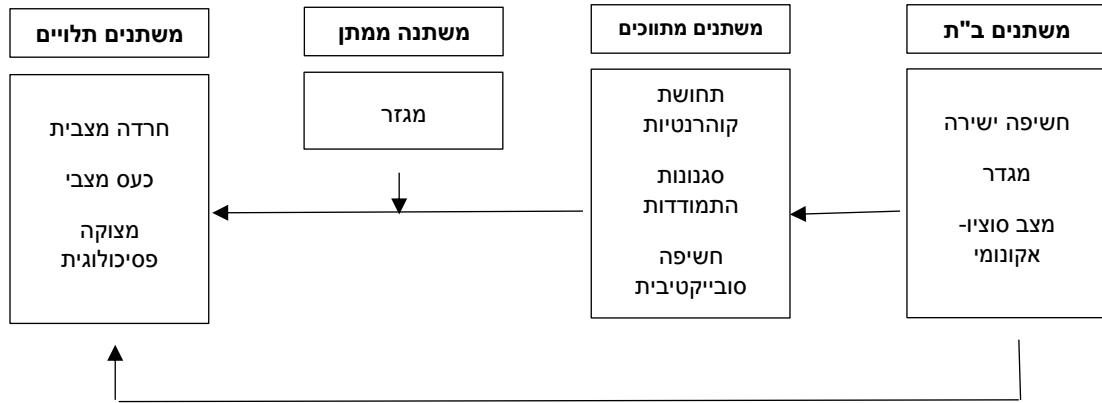 משתנים ב"ת
חשיפה ישירה
מגדר
מצב סוציו-
אקונומי
משתנים מתווכים
תחושת
קוהרנטיות
סגנונות
התמודדות
חשיפה
סובייקטיבית
משתנה ממתן
מגזר
משתנים תלויים
חרדה מצבית
כעס מצבי
מצוקה
פסיכולוגית